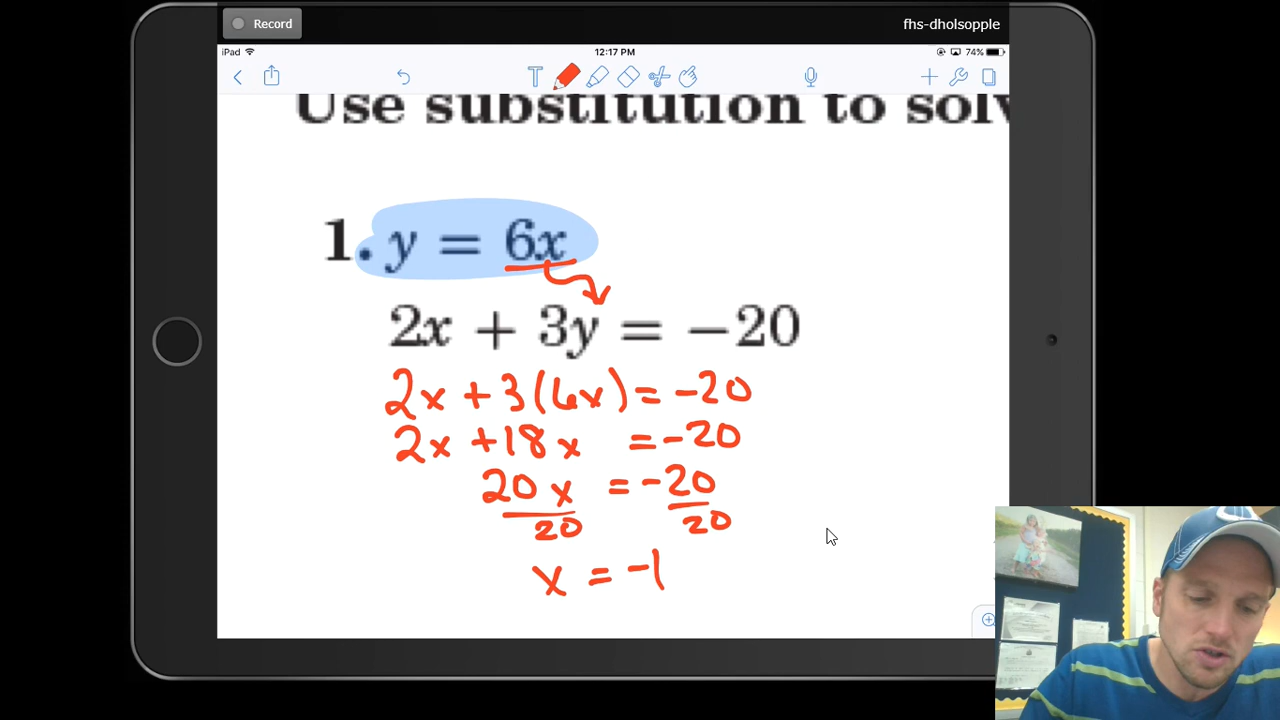 Record
fhs-dholsopple
iPad
12:17 PM
74%
T
Use substitution to solv
1. y = 6x
2x + 3y = −20
2x + 3(6x) = -20
2x + 18x = -20
20x = -20
20 20
x = -1